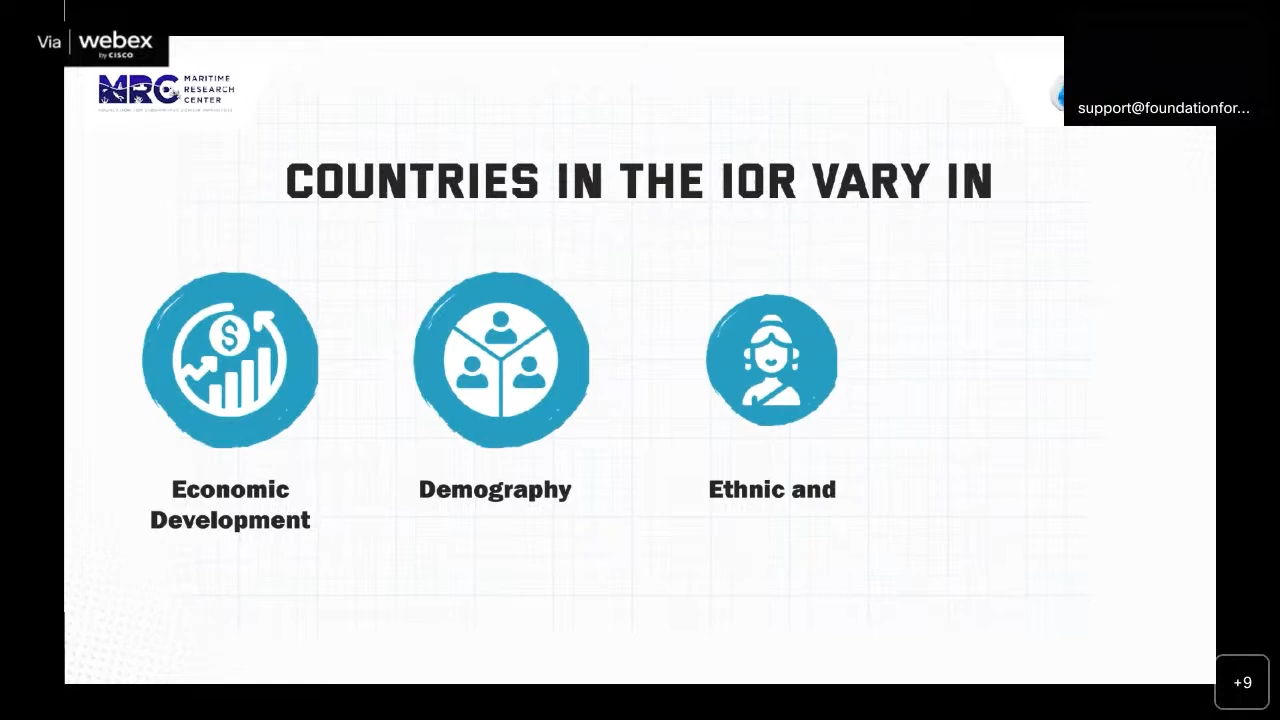 Via webex
by CISCO
MRC MARITIME
RESEARCH
CENTER
support@foundationfor...
COUNTRIES IN THE IOR VARY IN
$
Economic
Development
Demography
Ethnic and
+9